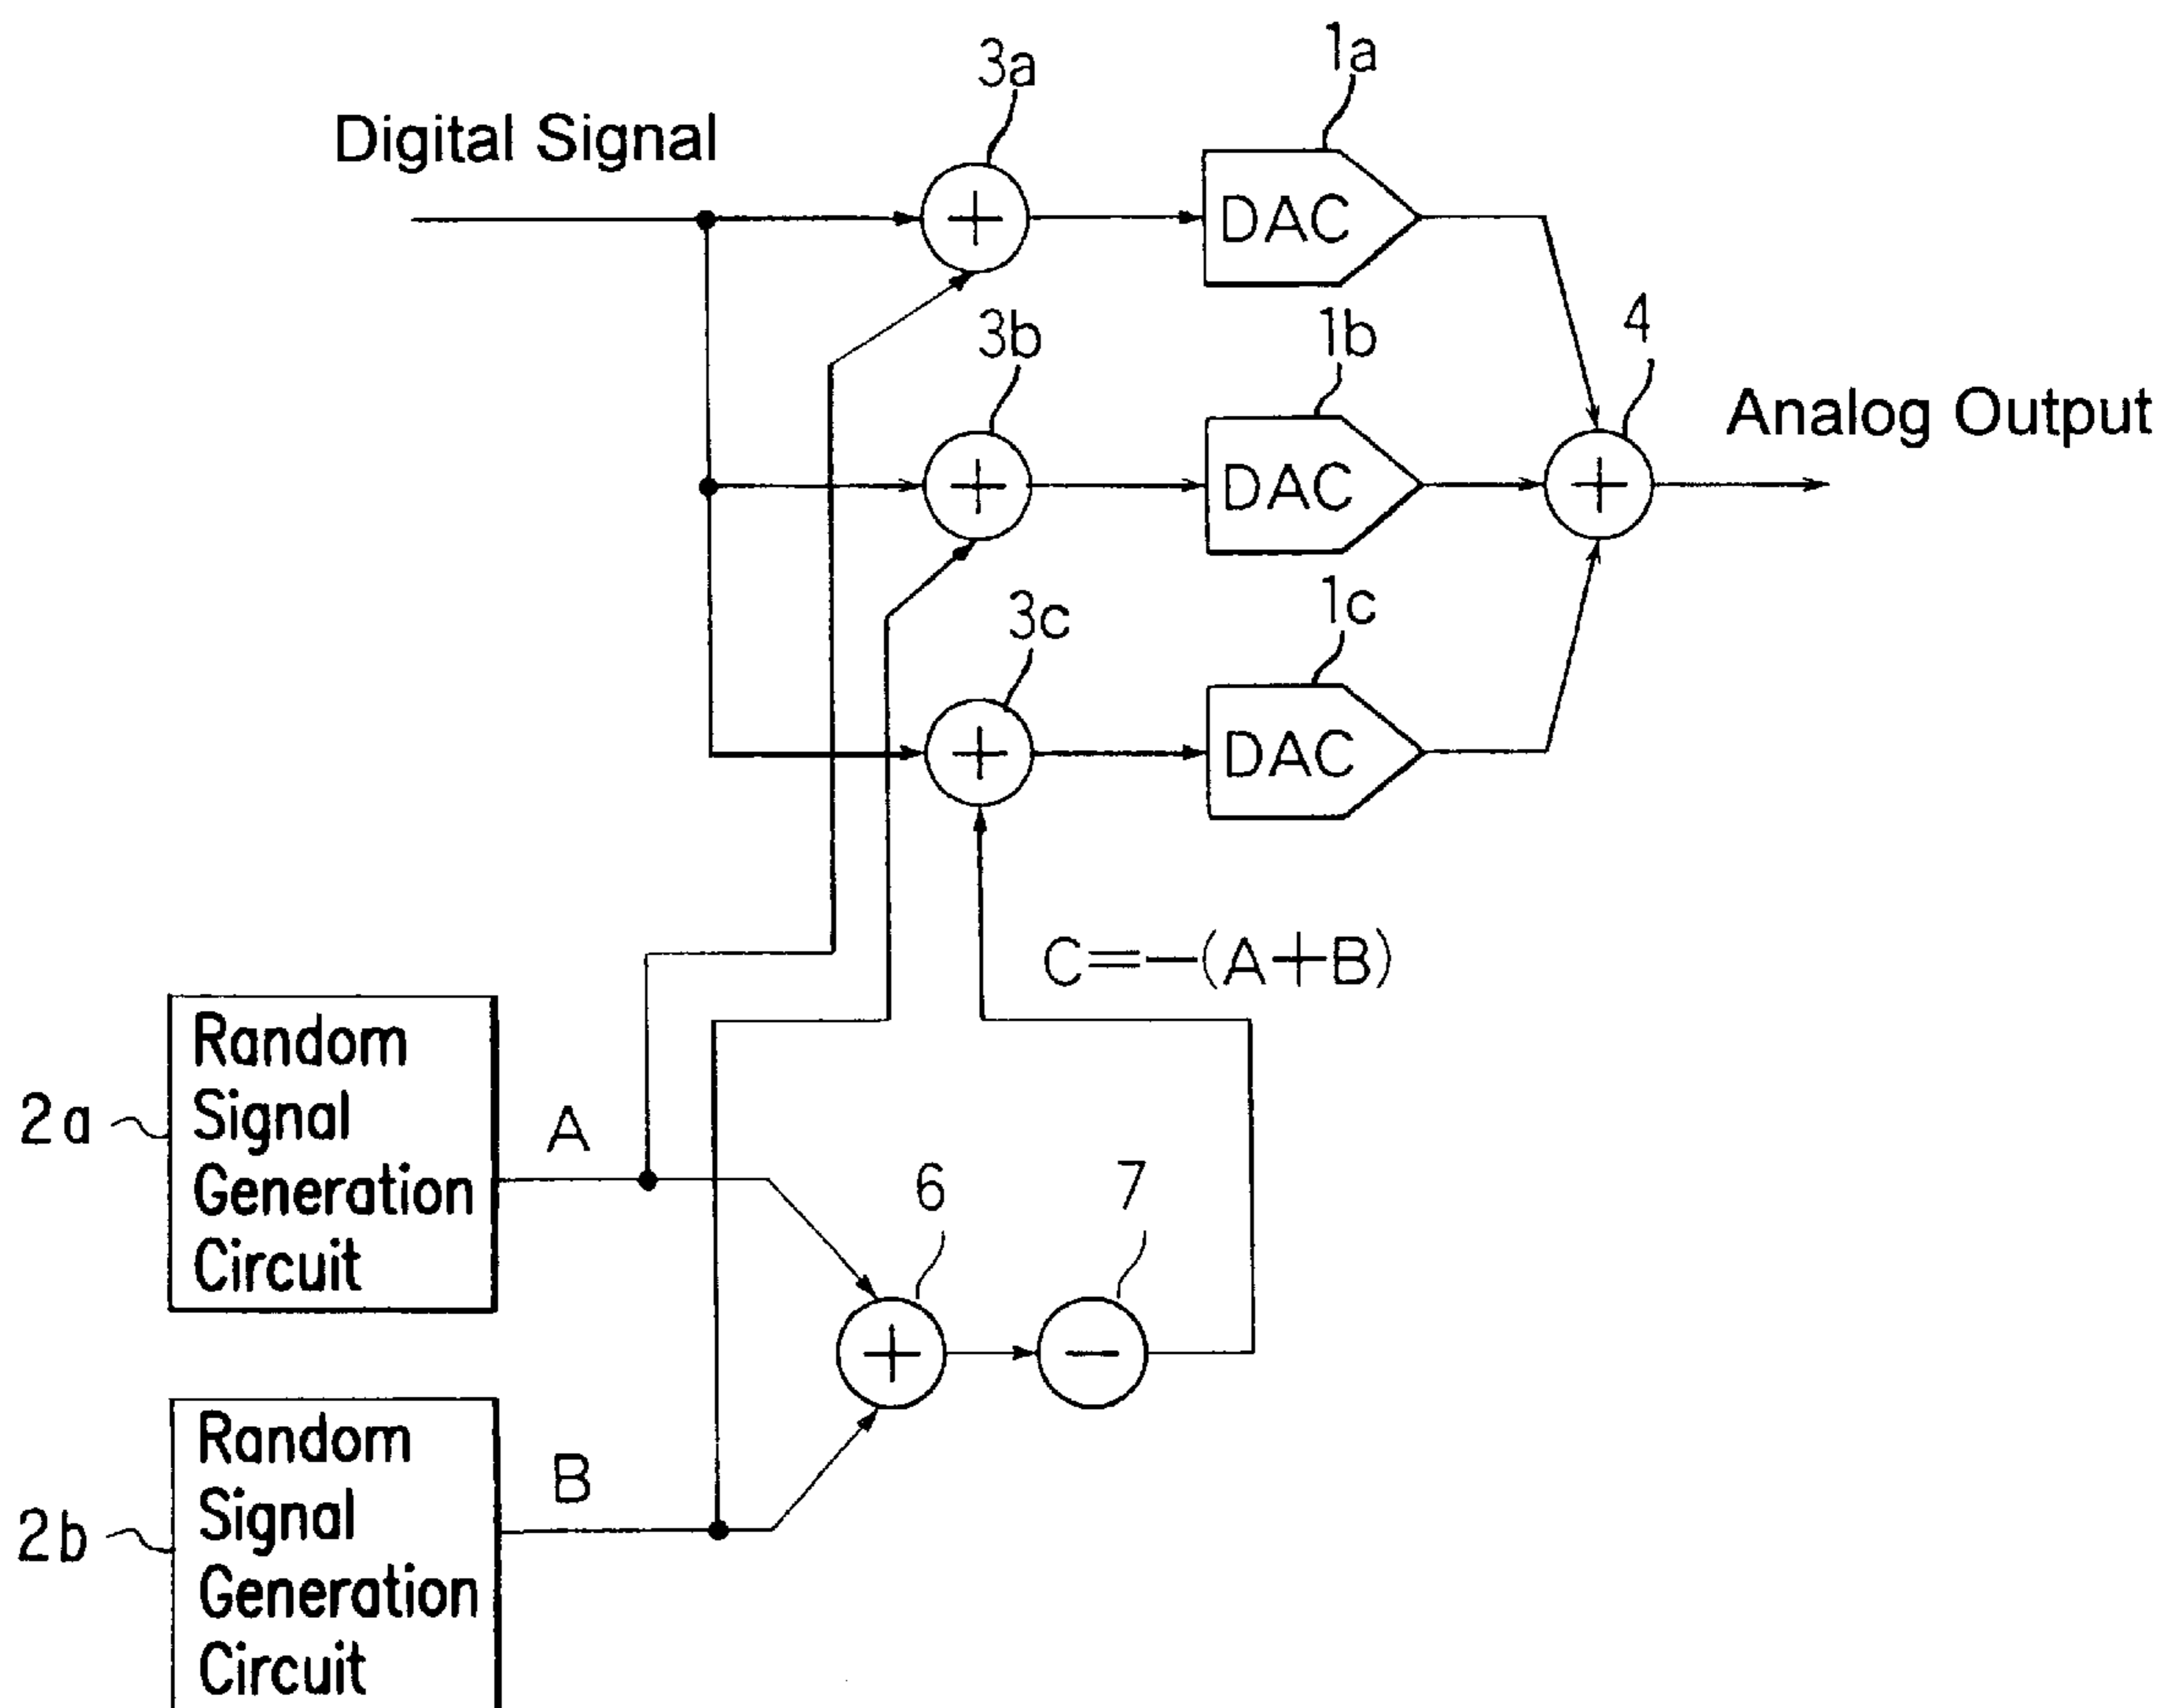 3a
1a
Digital Signal
DAC
3b
1b
4
Analog Output
DAC
3c
1c
DAC
C=-(A+B)
2a
Random
Signal
Generation
Circuit
A
6
7
2b
Random
Signal
Generation
Circuit
B